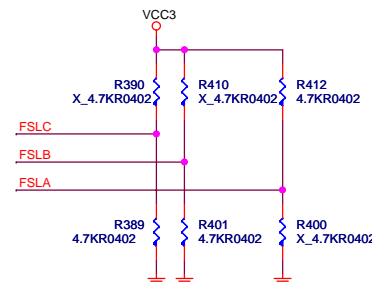 VCC3
R390
X_4.7KR0402
R410
X_4.7KR0402
R412
4.7KR0402
FSLC
FSLB
FSLA
R389
4.7KR0402
R401
4.7KR0402
R400
X_4.7KR0402